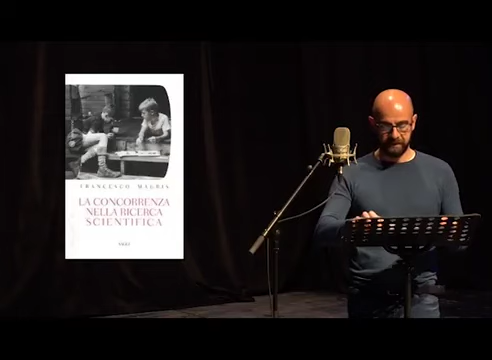 FRANCESCO MAGRIS
LA CONCORRENZA
NELLA RICERCA
SCIENTIFICA